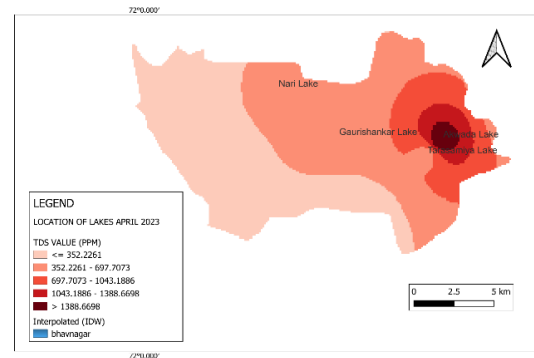 72°0.000'
Nari Lake
Gaurishankar Lake
Lake
Lake
LEGEND
LOCATION OF LAKES APRIL 2023
TDS VALUE (PPM)
<= 352.2261
352.2261 - 697.7073
697.7073 - 1043.1886
1043.1886 - 1388.6698
> 1388.6698
Interpolated (IDW)
bhavnagar
0 2.5 5 km
72°0.000'